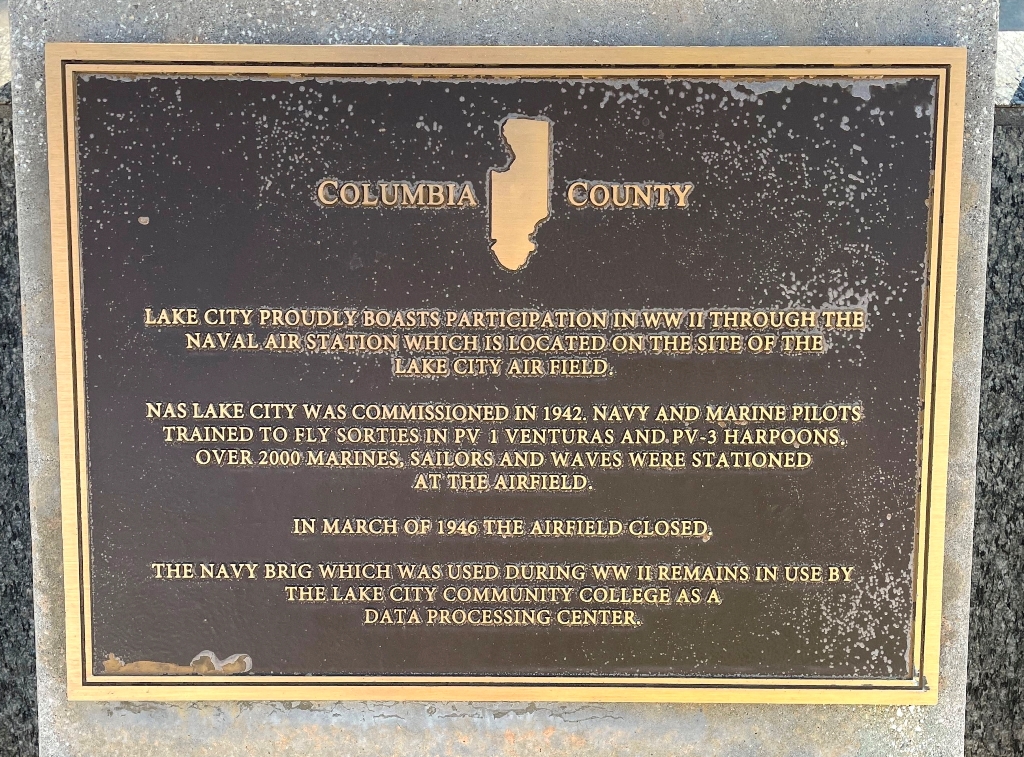 COLUMBIA COUNTY
LAKE CITY PROUDLY BOASTS PARTICIPATION IN WW II THROUGH THE
NAVAL AIR STATION WHICH IS LOCATED ON THE SITE OF THE
LAKE CITY AIR FIELD.
NAS LAKE CITY WAS COMMISSIONED IN 1942. NAVY AND MARINE PILOTS
TRAINED TO FLY SORTIES IN PV 1 VENTURAS AND PV-3 HARPOONS.
OVER 2000 MARINES, SAILORS AND WAVES WERE STATIONED
AT THE AIRFIELD.
IN MARCH OF 1946 THE AIRFIELD CLOSED.
THE NAVY BRIG WHICH WAS USED DURING WW II REMAINS IN USE BY
THE LAKE CITY COMMUNITY COLLEGE AS A
DATA PROCESSING CENTER.